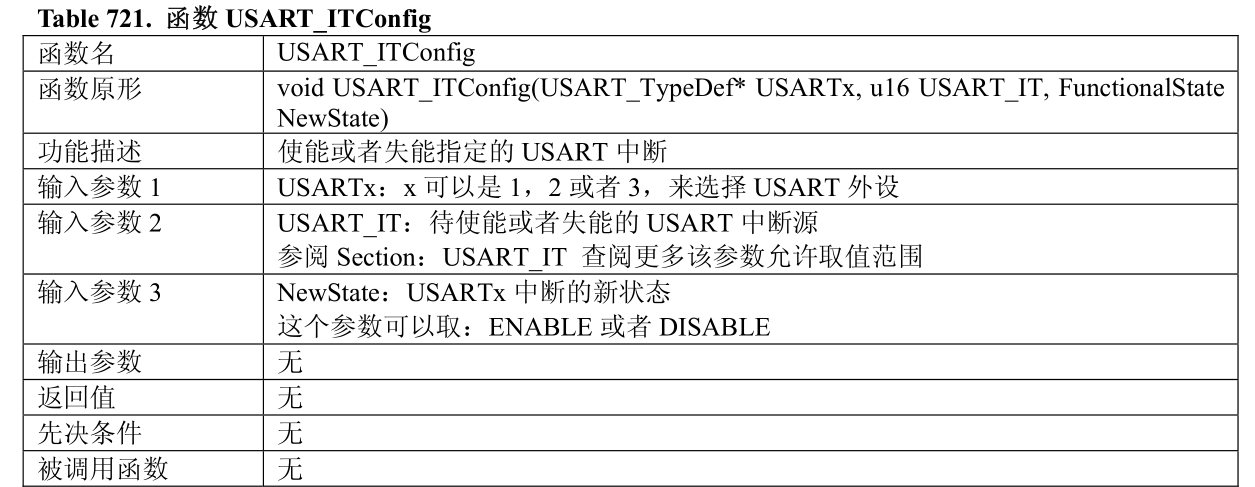 Table 721. 函数 USART_ITConfig
函数名 USART_ITConfig
函数原形 void USART_ITConfig(USART_TypeDef* USARTx, u16 USART_IT, FunctionalState
NewState)
功能描述 使能或者失能指定的 USART 中断
输入参数 1 USARTx：x 可以是 1，2 或者 3，来选择 USART 外设
输入参数 2 USART_IT：待使能或者失能的 USART 中断源
参阅 Section：USART_IT 查阅更多该参数允许取值范围
输入参数 3 NewState：USARTx 中断的新状态
这个参数可以取：ENABLE 或者 DISABLE
输出参数 无
返回值 无
先决条件 无
被调用函数 无